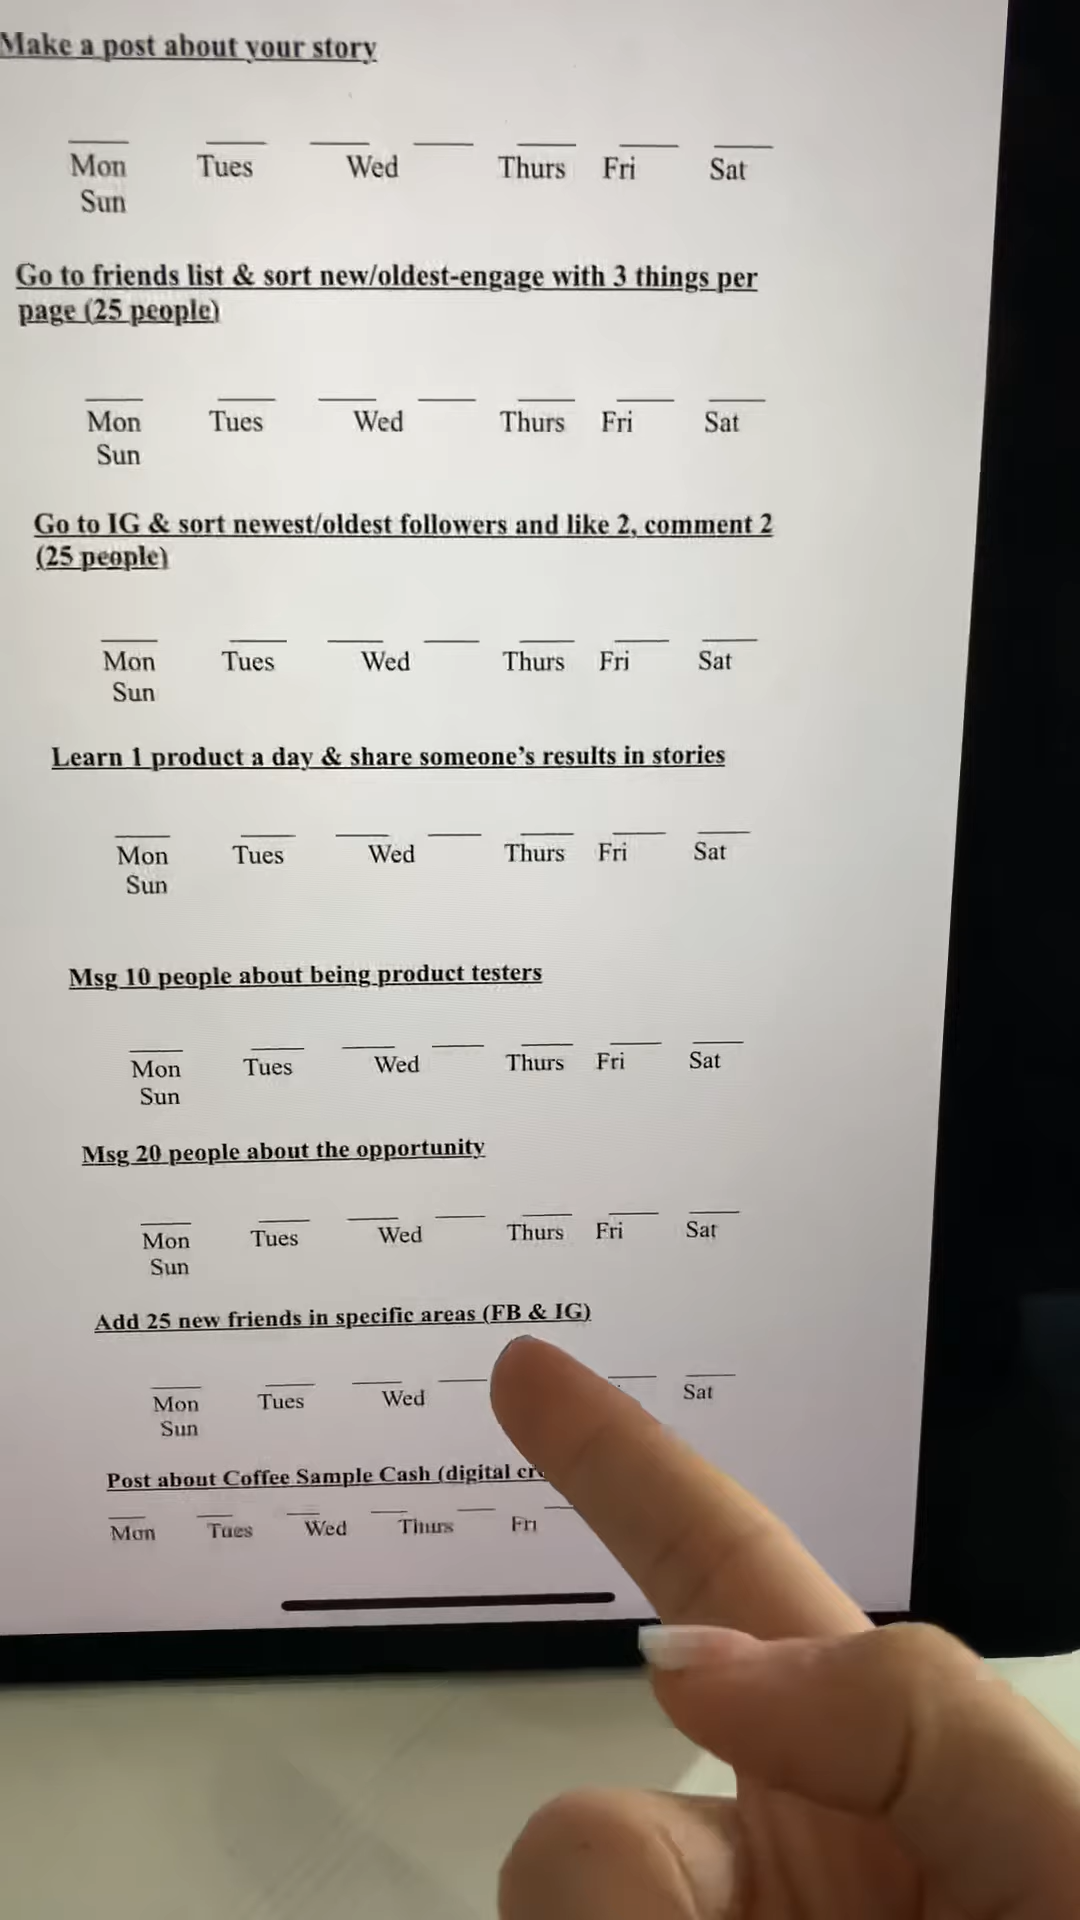 Make a post about your story
Mon Tues Wed Thurs Fri Sat
Sun
Go to friends list & sort new/oldest-engage with 3 things per
page (25 people)
Mon Tues Wed Thurs Fri Sat
Sun
Go to IG & sort newest/oldest followers and like 2, comment 2
(25 people)
Mon Tues Wed Thurs Fri Sat
Sun
Learn 1 product a day & share someone's results in stories
Mon Tues Wed Thurs Fri Sat
Sun
Msg 10 people about being product testers
Mon Tues Wed Thurs Fri Sat
Sun
Msg 20 people about the opportunity
Mon Tues Wed Thurs Fri Sat
Sun
Add 25 new friends in specific areas (FB & IG)
Mon Tues Wed Sat
Sun
Post about Coffee Sample Cash (digital
Mon Tues Wed Thurs Fri